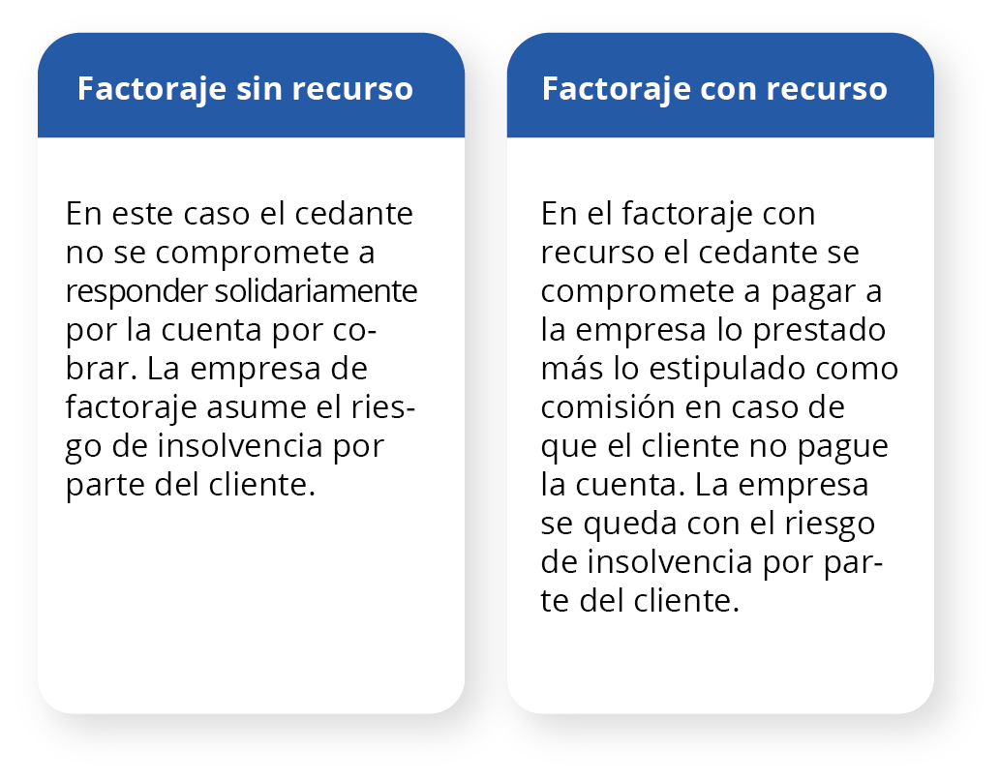 Factoraje sin recurso
En este caso el cedante
no se compromete a
responder solidariamente
por la cuenta por co-
brar. La empresa de
factoraje asume el ries-
go de insolvencia por
parte del cliente.
Factoraje con recurso
En el factoraje con
recurso el cedante se
compromete a pagar a
la empresa lo prestado
más lo estipulado como
comisión en caso de
que el cliente no pague
la cuenta. La empresa
se queda con el riesgo
de insolvencia por par-
te del cliente.